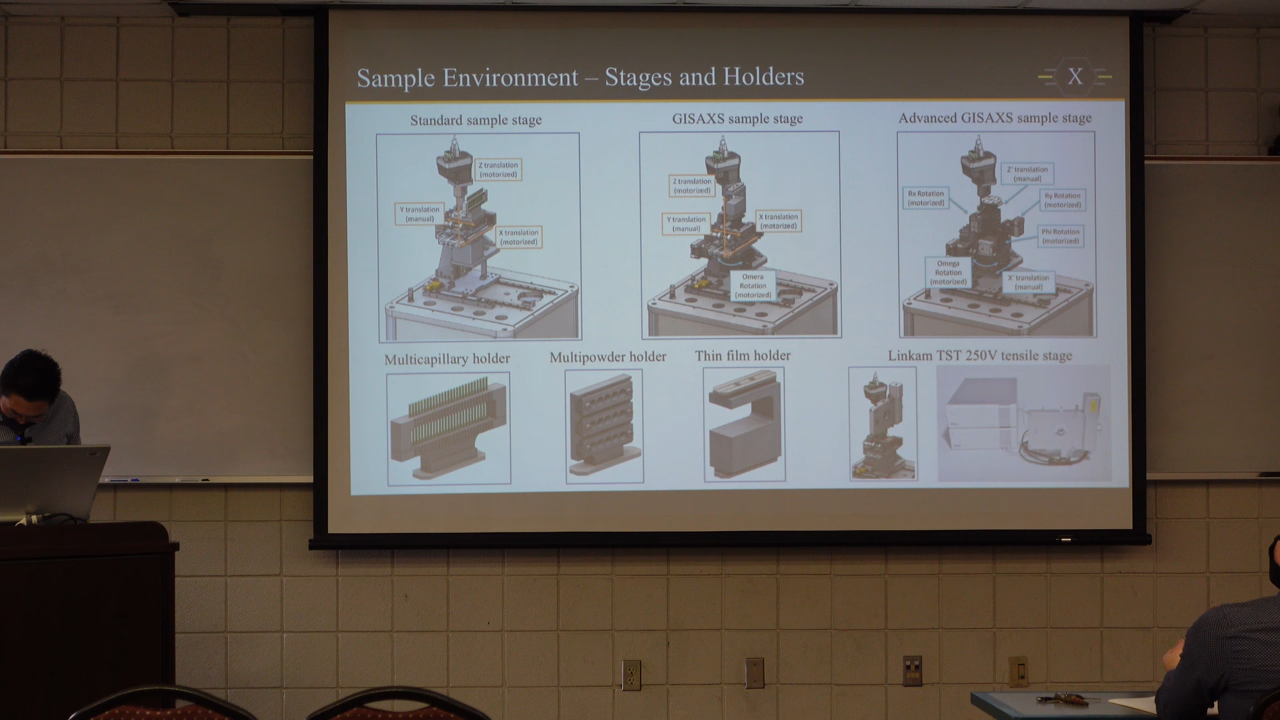 Sample Environment – Stages and Holders
X
Standard sample stage
GISAXS sample stage
Advanced GISAXS sample stage
Z translation
(motorized)
Y translation
(manual)
X translation
(motorized)
Z translation
(motorized)
Y translation
(manual)
X translation
(motorized)
Omera
Rotation
(motorized)
Z' translation
(manual)
Rx Rotation
(motorized)
Ry Rotation
(motorized)
Phi Rotation
(motorized)
Omega
Rotation
(motorized)
X' translation
(manual)
Multicapillary holder
Multipowder holder
Thin film holder
Linkam TST 250V tensile stage